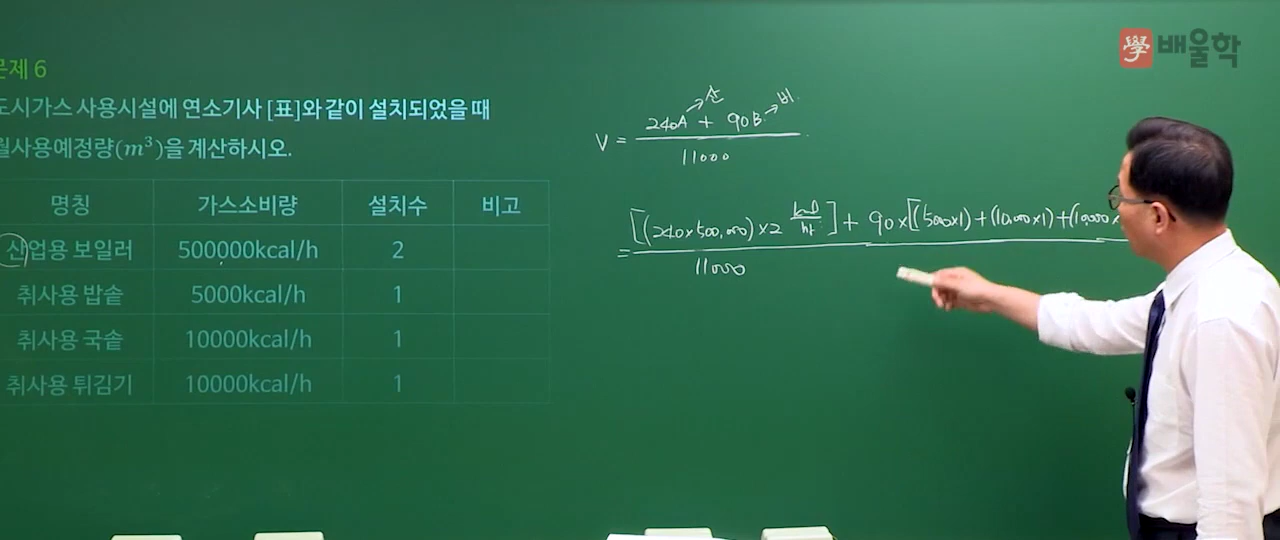 學 배울학
문제 6
도시가스 사용시설에 연소기사 [표]와 같이 설치되었을 때
월사용예정량(m³)을 계산하시오.
명칭 가스소비량 설치수 비고
산업용 보일러 500000kcal/h 2
취사용 밥솥 5000kcal/h 1
취사용 국솥 10000kcal/h 1
취사용 튀김기 10000kcal/h 1
V = 240A → 산 + 90B → 비
11000
= [(240×500,000)×2 kcal/hr] + 90×[(5000×1)+(10,000×1)+(10,000×
11000